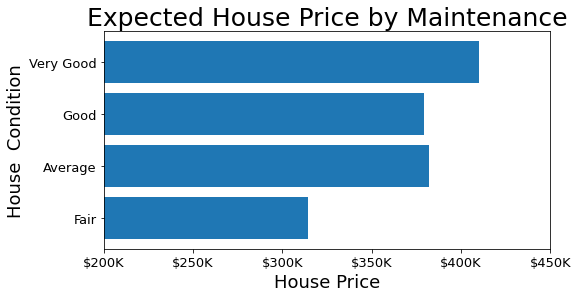 Expected House Price by Maintenance
House  Condition
Very Good
Good
Average
Fair
$200K $250K $300K $350K $400K $450K
House Price